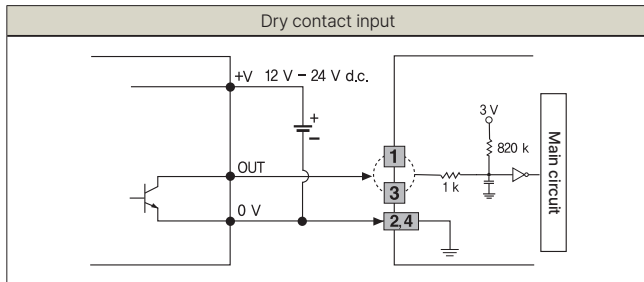 Dry contact input
+V 12 V – 24 V d.c.
+
–
3 V
820 k
1
OUT
1 k
3
0 V
2,4
Main circuit